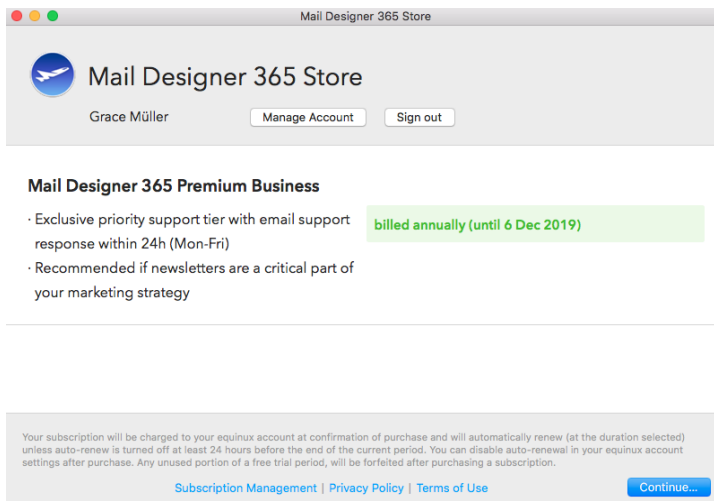 Mail Designer 365 Store
Mail Designer 365 Store
Grace Müller
Manage Account
Sign out
Mail Designer 365 Premium Business
· Exclusive priority support tier with email support
response within 24h (Mon-Fri)
· Recommended if newsletters are a critical part of
your marketing strategy
billed annually (until 6 Dec 2019)
Your subscription will be charged to your equinux account at confirmation of purchase and will automatically renew (at the duration selected)
unless auto-renew is turned off at least 24 hours before the end of the current period. You can disable auto-renewal in your equinux account
settings after purchase. Any unused portion of a free trial period, will be forfeited after purchasing a subscription.
Subscription Management | Privacy Policy | Terms of Use
Continue...